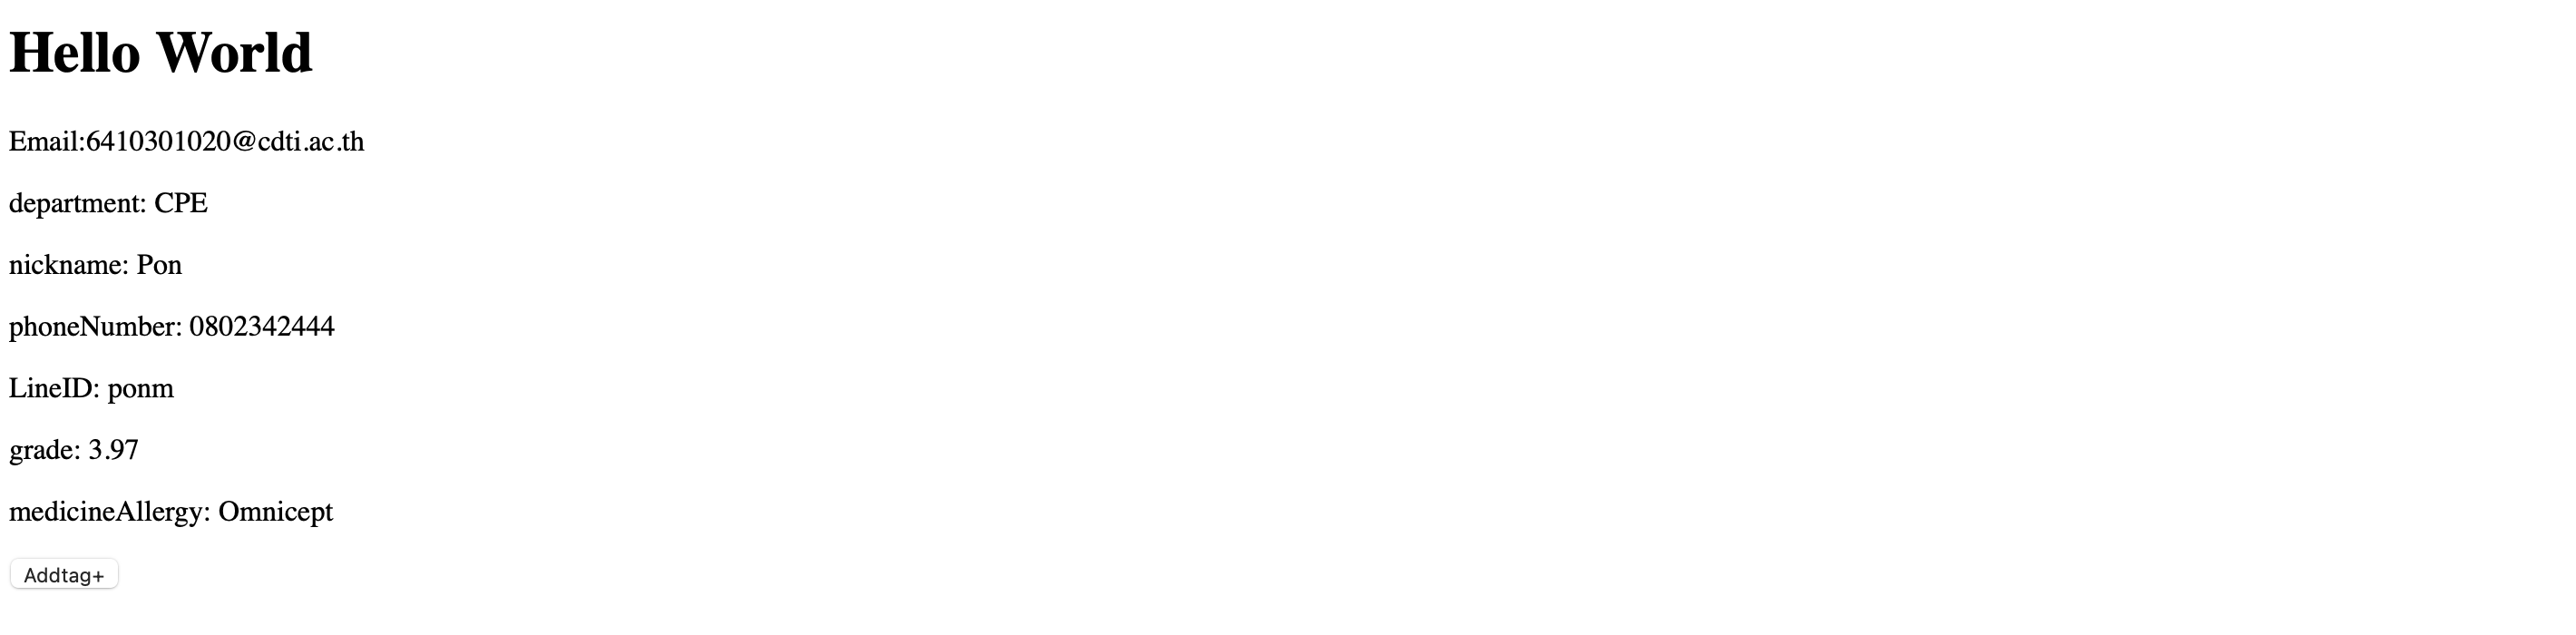 Hello World
Email:6410301020@cdti.ac.th
department: CPE
nickname: Pon
phoneNumber: 0802342444
LineID: ponm
grade: 3.97
medicineAllergy: Omnicept
Addtag+